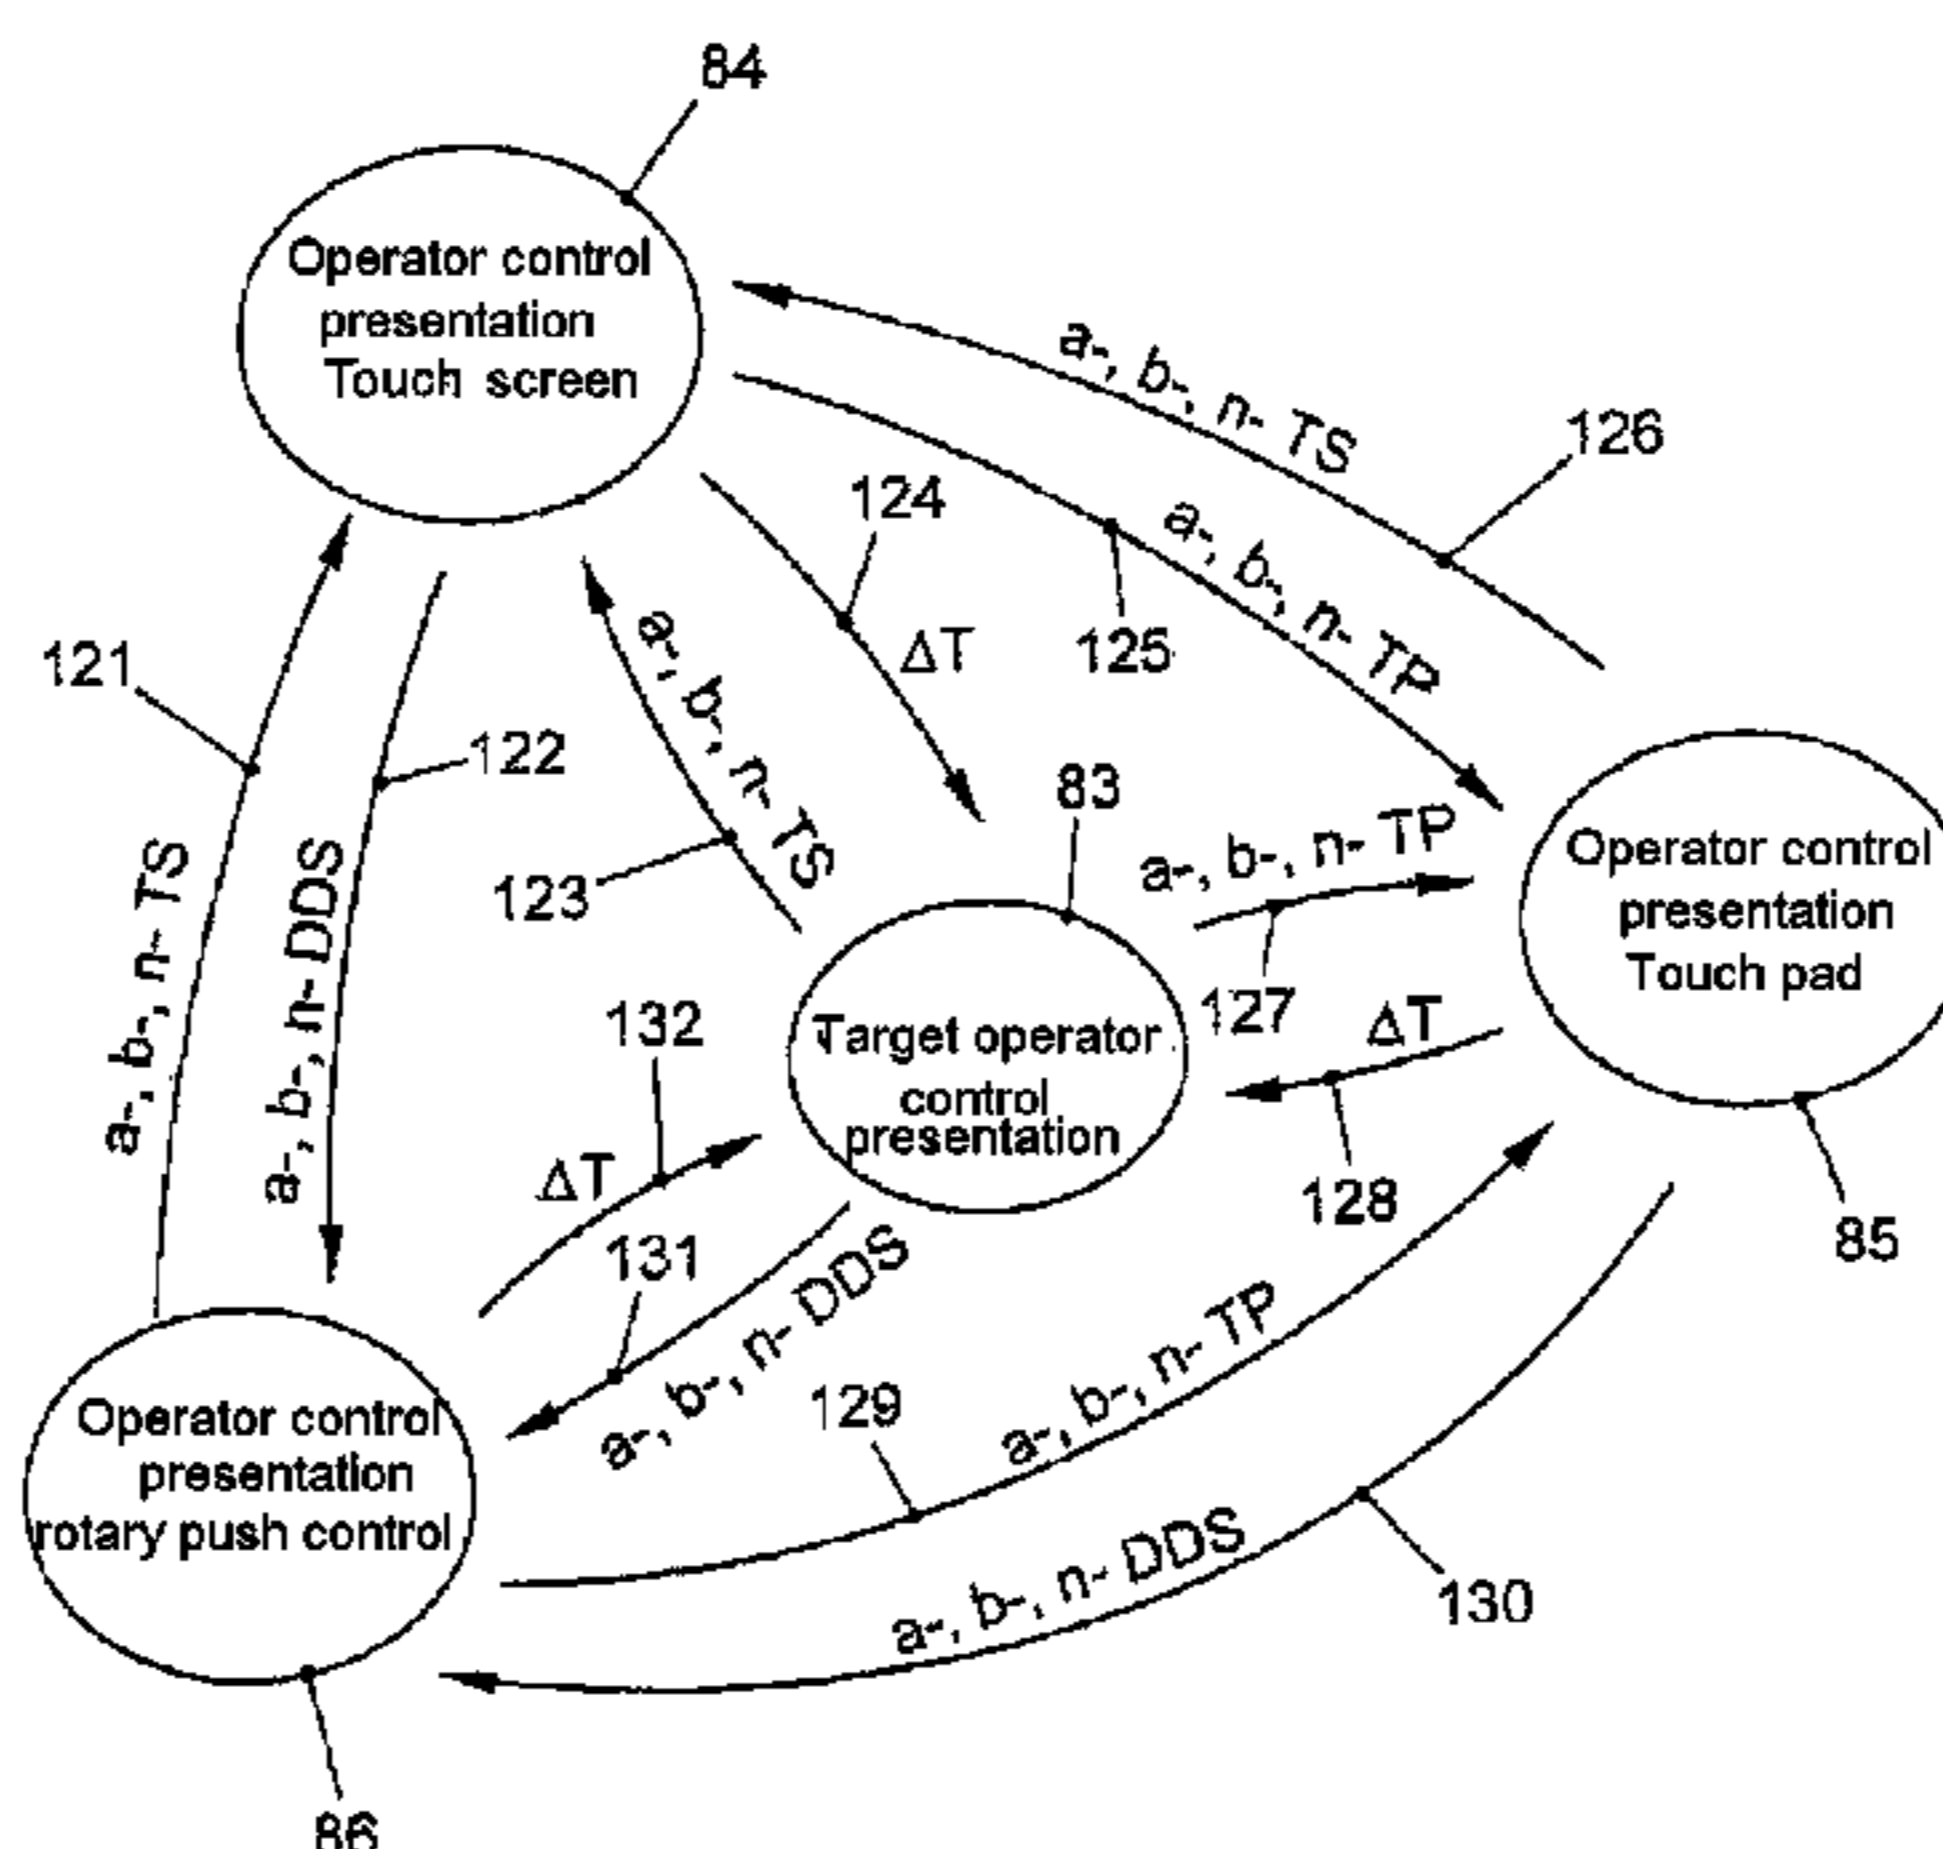 84
Operator control
presentation
Touch screen
a-, b-, n- TS
126
124
a-, b-, n- TP
ΔT
125
121
122
a-, b-, n- TS
123
83
a-, b-, n- TP
Operator control
presentation
Touch pad
a-, b-, n- TS
a-, b-, n- DDS
127
ΔT
132
Target operator
control
presentation
128
85
ΔT
131
a-, b-, n- DDS
129
a-, b-, n- TP
Operator control
presentation
rotary push control
a-, b-, n- DDS
130
86